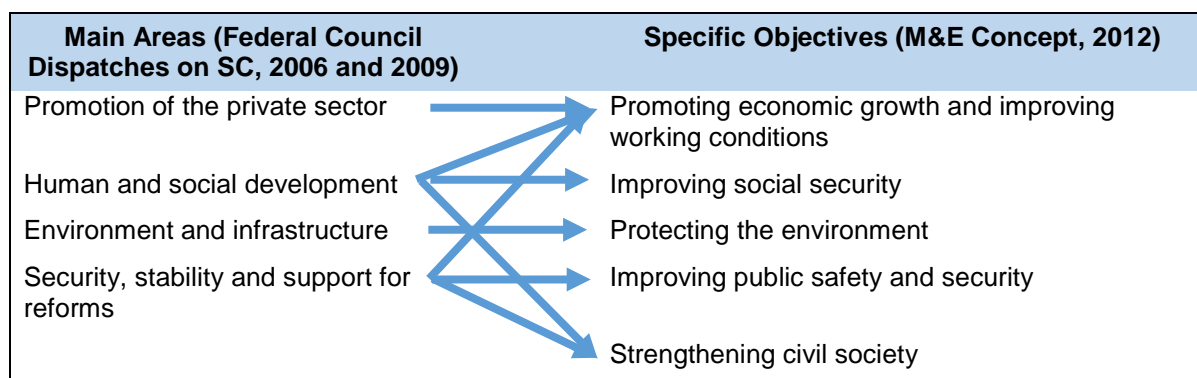 Main Areas (Federal Council
Dispatches on SC, 2006 and 2009)
Specific Objectives (M&E Concept, 2012)
Promotion of the private sector
Promoting economic growth and improving
working conditions
Human and social development
Improving social security
Environment and infrastructure
Protecting the environment
Security, stability and support for
reforms
Improving public safety and security
Strengthening civil society